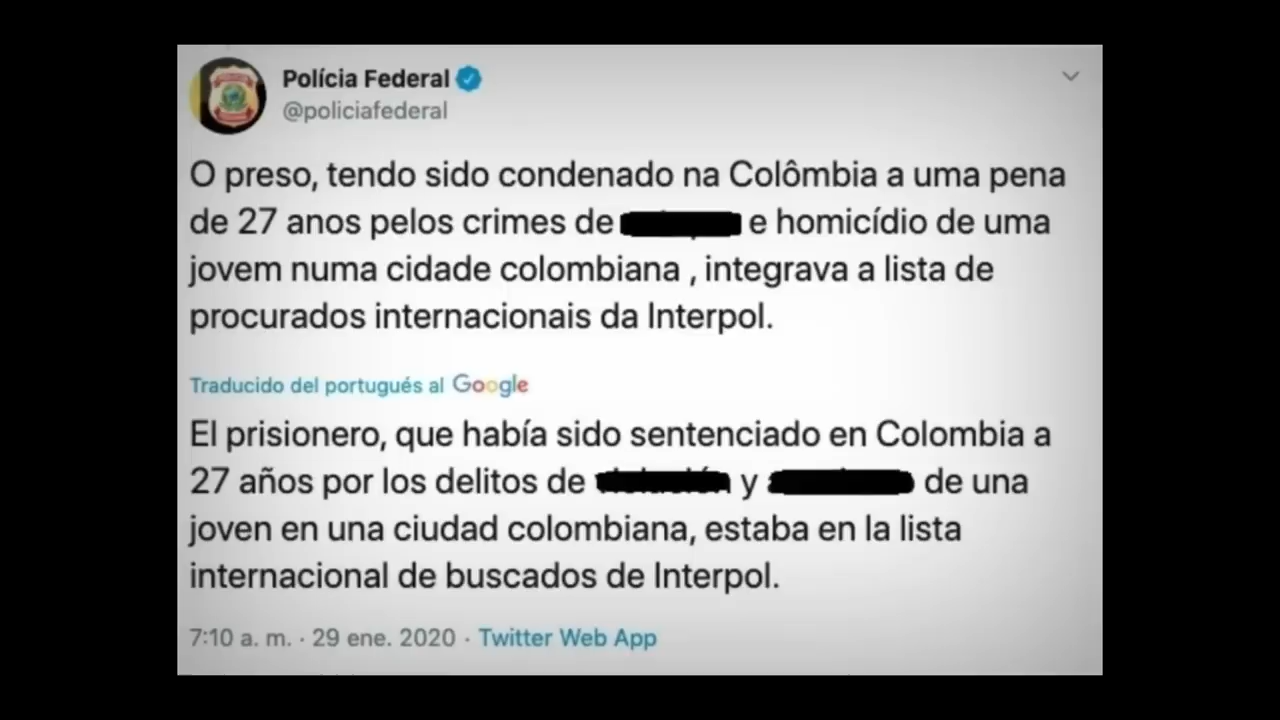 Polícia Federal
@policiafederal
O preso, tendo sido condenado na Colômbia a uma pena
de 27 anos pelos crimes de e homicídio de uma
jovem numa cidade colombiana , integrava a lista de
procurados internacionais da Interpol.
Traducido del portugués al Google
El prisionero, que había sido sentenciado en Colombia a
27 años por los delitos de y de una
joven en una ciudad colombiana, estaba en la lista
internacional de buscados de Interpol.
7:10 a. m. · 29 ene. 2020 · Twitter Web App